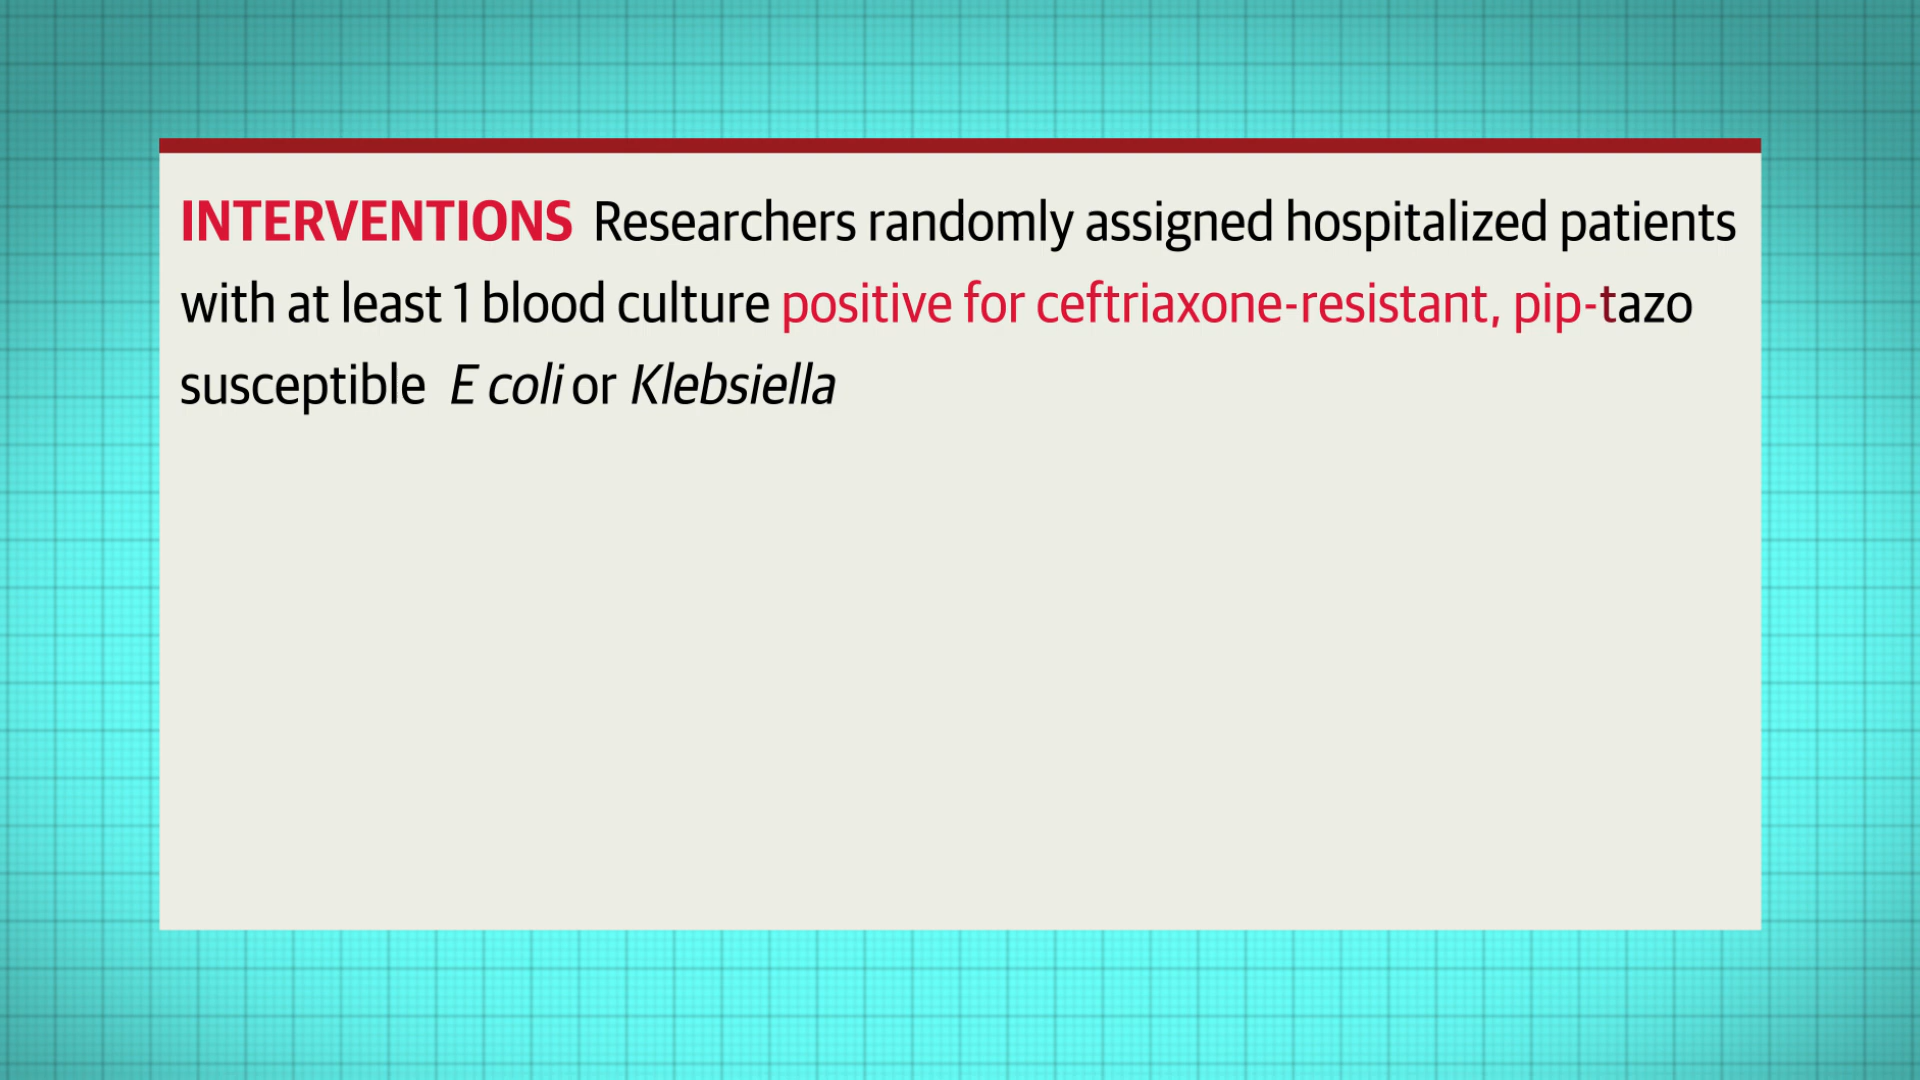 INTERVENTIONS Researchers randomly assigned hospitalized patients
with at least 1 blood culture positive for ceftriaxone-resistant, pip-tazo
susceptible E coli or Klebsiella